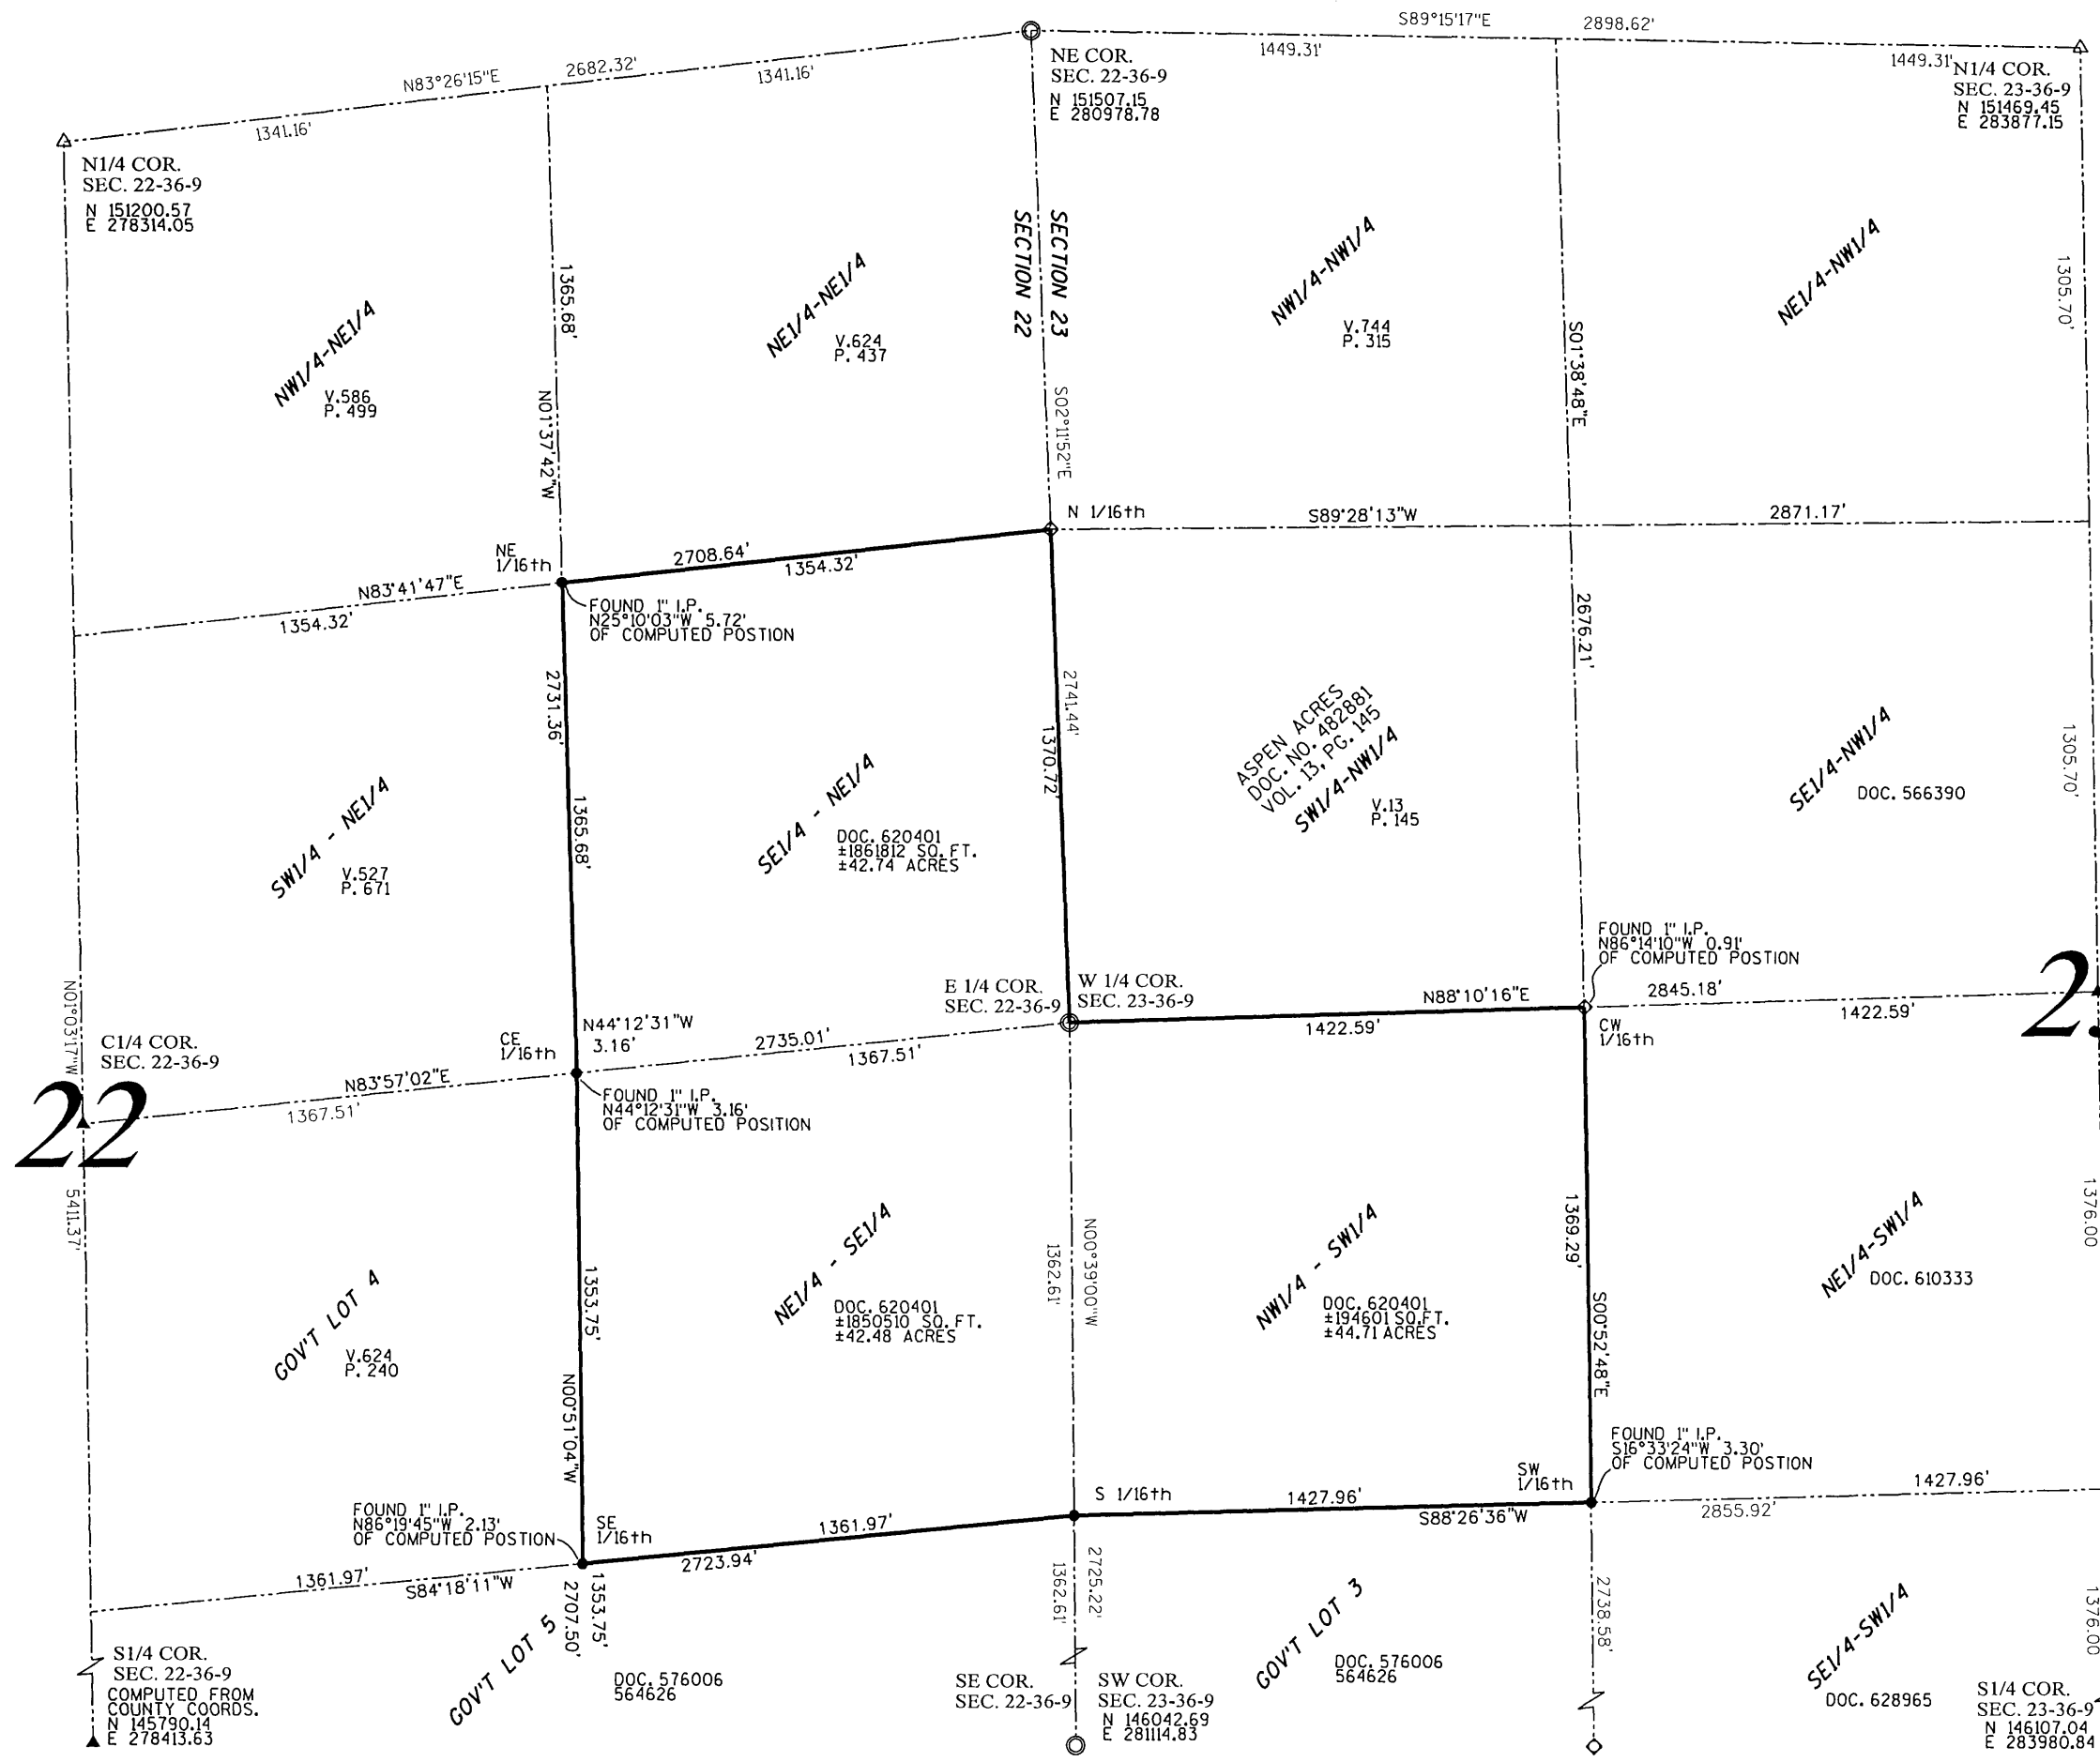 S89°15'17"E
2898.62'
1449.31'
1449.31'
N83°26'15"E
2682.32'
1341.16'
1341.16'
NE COR.
SEC. 22-36-9
N 151507.15
E 280978.78
N1/4 COR.
SEC. 23-36-9
N 151469.45
E 283877.15
N1/4 COR.
SEC. 22-36-9
N 151200.57
E 278314.05
SECTION 22
SECTION 23
NW1/4-NE1/4
V.586
P. 499
1365.68'
N01°37'42"W
NE1/4-NE1/4
V.624
P. 437
S02°11'52"E
NW1/4-NW1/4
V.744
P. 315
S01°38'48"E
NE1/4-NW1/4
1305.70'
N 1/16th
S89°28'13"W
2871.17'
NE
1/16th
2708.64'
1354.32'
N83°41'47"E
1354.32'
FOUND 1" I.P.
N25°10'03"W 5.72'
OF COMPUTED POSTION
2731.36'
1365.68'
2741.44'
1370.72'
2676.21'
1305.70'
SW1/4 - NE1/4
V.527
P. 671
SE1/4 - NE1/4
DOC. 620401
±1861812 SQ. FT.
±42.74 ACRES
ASPEN ACRES
DOC. NO. 482881
VOL. 13, PG. 145
SW1/4-NW1/4
V.13
P. 145
SE1/4-NW1/4
DOC. 566390
FOUND 1" I.P.
N86°14'10"W 0.91'
OF COMPUTED POSTION
E 1/4 COR.
SEC. 22-36-9
W 1/4 COR.
SEC. 23-36-9
N88°10'16"E
2845.18'
1422.59'
1422.59'
CW
1/16th
N01°03'17"W
C1/4 COR.
SEC. 22-36-9
22
CE
1/16th
N44°12'31"W
3.16'
2735.01'
1367.51'
N83°57'02"E
1367.51'
FOUND 1" I.P.
N44°12'31"W 3.16'
OF COMPUTED POSITION
5411.37'
GOV'T LOT 4
V.624
P. 240
1353.75'
N00°51'04"W
NE1/4 - SE1/4
DOC. 620401
±1850510 SQ. FT.
±42.48 ACRES
N00°39'00"W
1362.61'
NW1/4 - SW1/4
DOC. 620401
±194601 SQ.FT.
±44.71 ACRES
1369.29'
S00°52'48"E
NE1/4-SW1/4
DOC. 610333
1376.00
FOUND 1" I.P.
S16°33'24"W 3.30'
OF COMPUTED POSTION
SW
1/16th
S 1/16th
1427.96'
S88°26'36"W
1427.96'
2855.92'
FOUND 1" I.P.
N86°19'45"W 2.13'
OF COMPUTED POSTION
SE
1/16th
1361.97'
2723.94'
1361.97'
S84°18'11"W
1353.75'
2707.50'
2725.22'
1362.61'
2738.58'
1376.00
GOV'T LOT 5
DOC. 576006
564626
GOV'T LOT 3
DOC. 576006
564626
SE1/4-SW1/4
DOC. 628965
S1/4 COR.
SEC. 22-36-9
COMPUTED FROM
COUNTY COORDS.
N 145790.14
E 278413.63
SE COR.
SEC. 22-36-9
SW COR.
SEC. 23-36-9
N 146042.69
E 281114.83
S1/4 COR.
SEC. 23-36-9
N 146107.04
E 283980.84